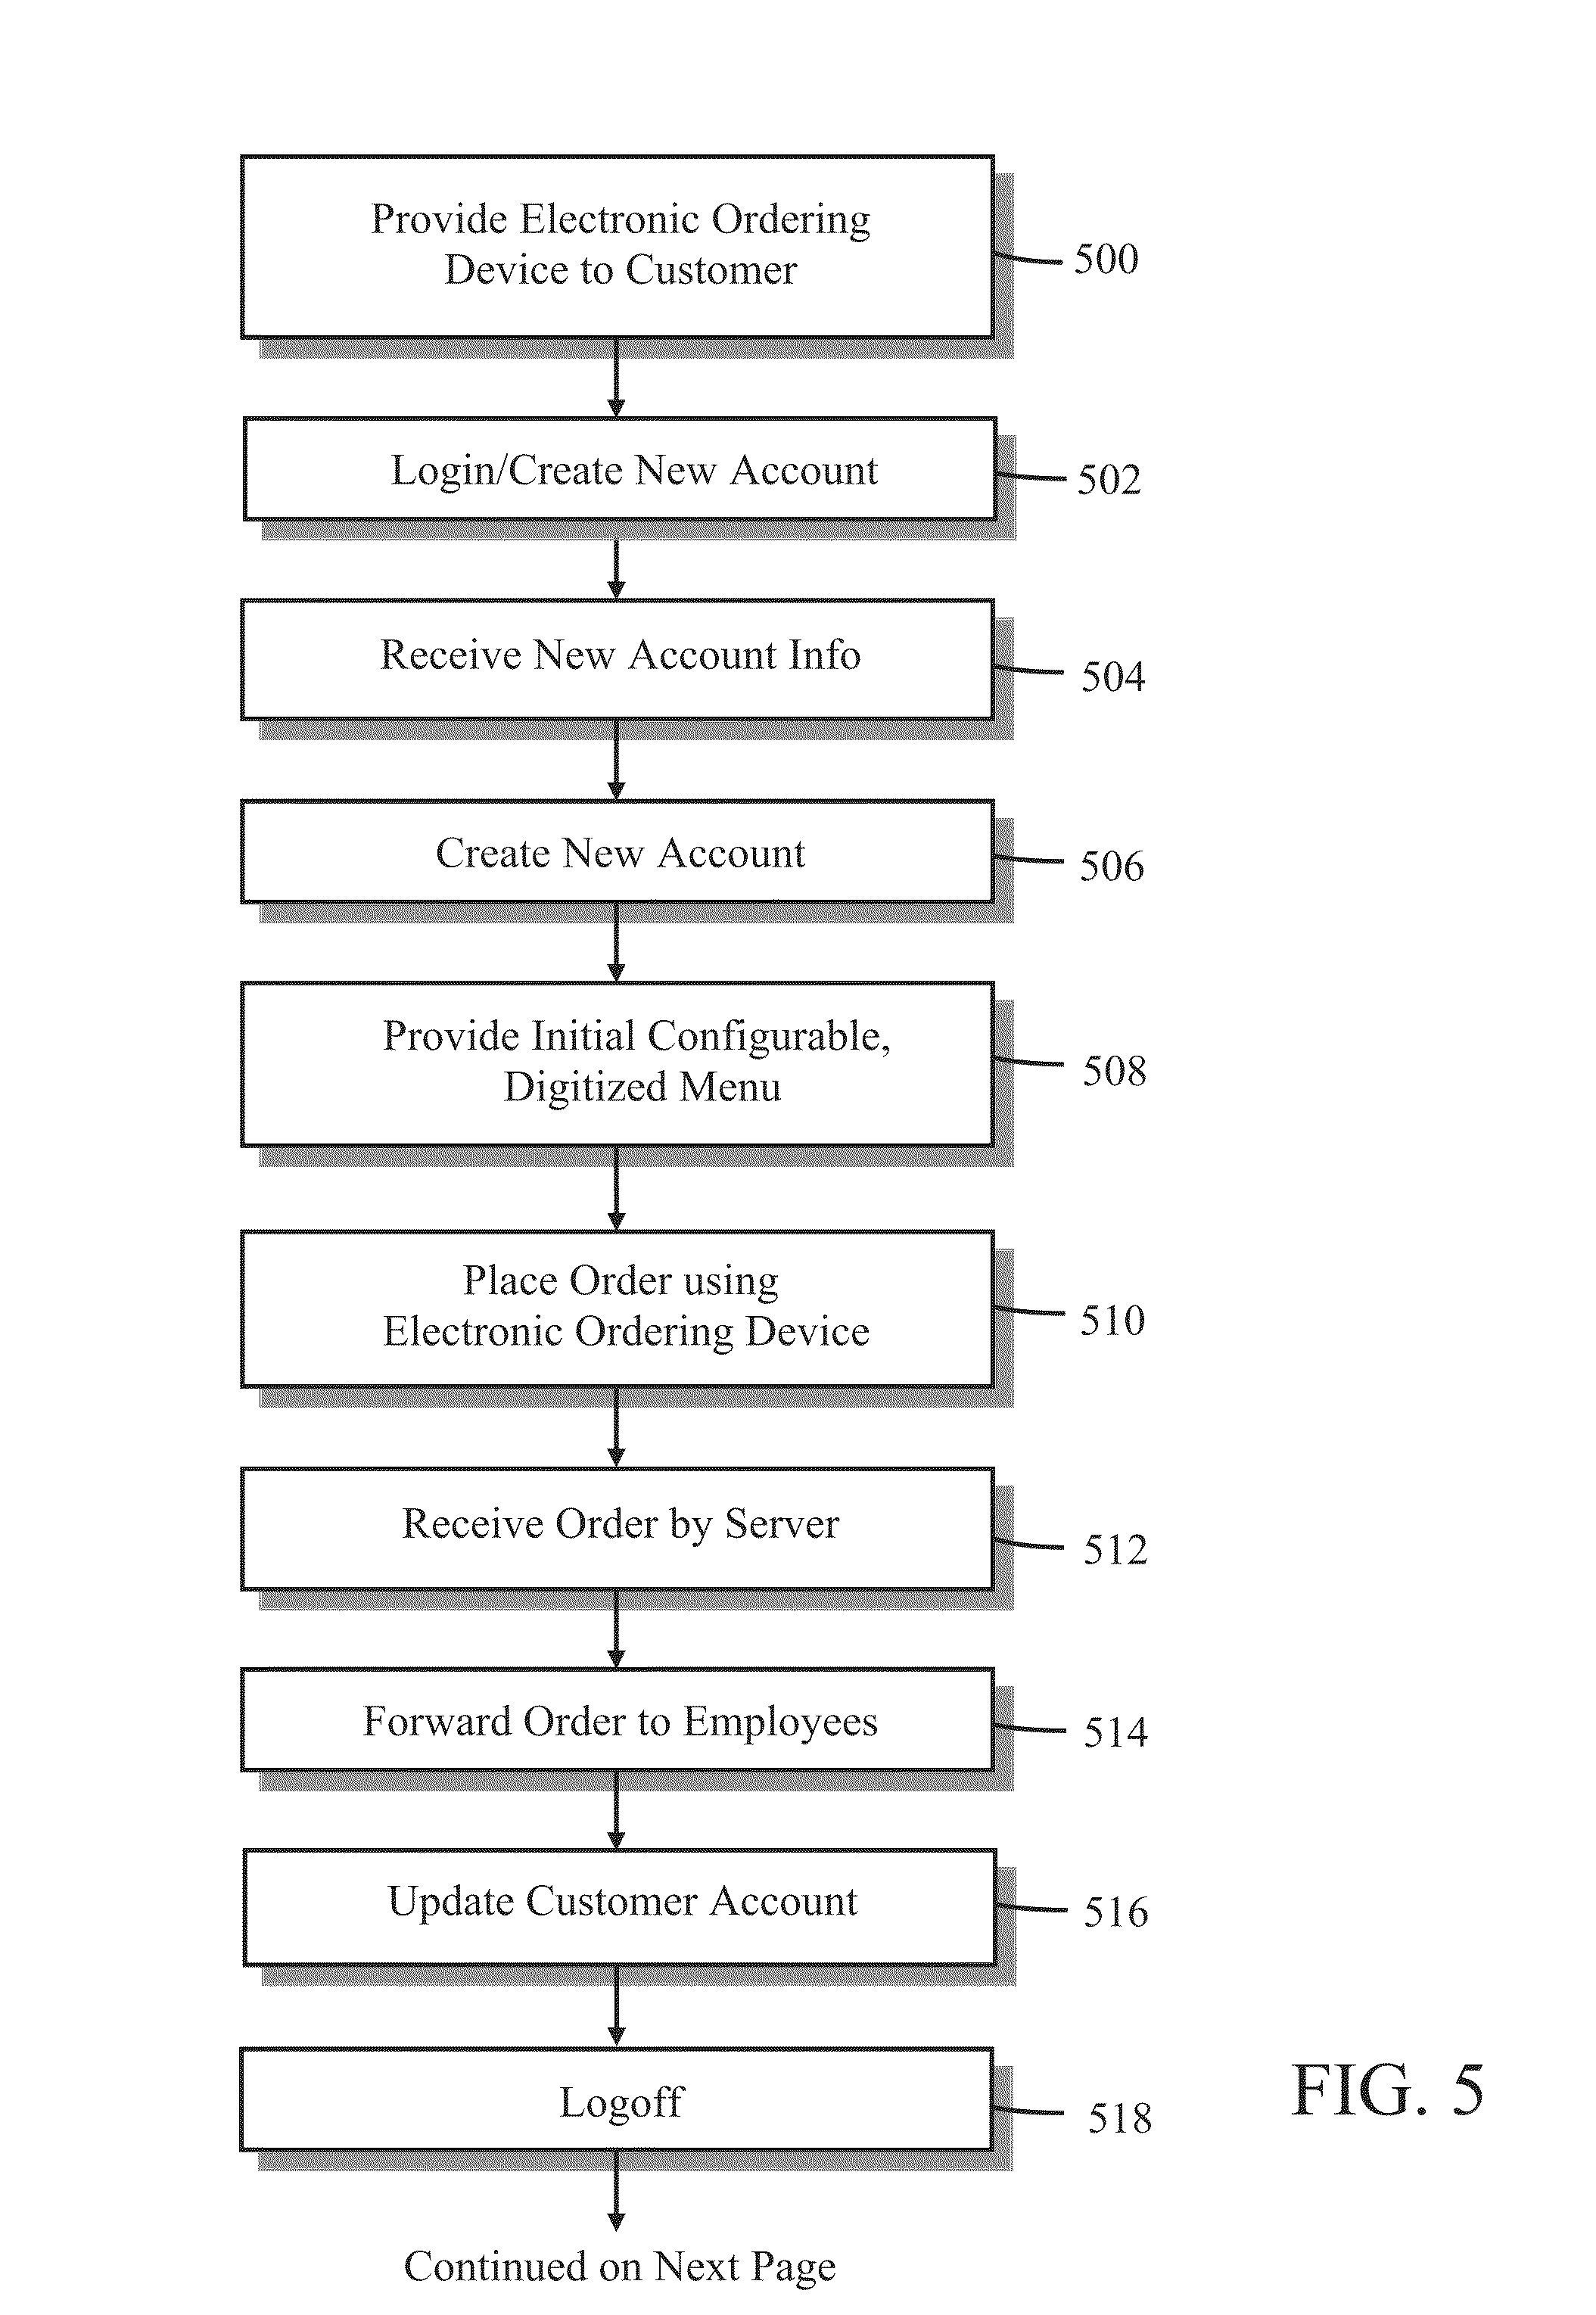 Provide Electronic Ordering
Device to Customer
500
Login/Create New Account
502
Receive New Account Info
504
Create New Account
506
Provide Initial Configurable,
Digitized Menu
508
Place Order using
Electronic Ordering Device
510
Receive Order by Server
512
Forward Order to Employees
514
Update Customer Account
516
Logoff
518
FIG. 5
Continued on Next Page